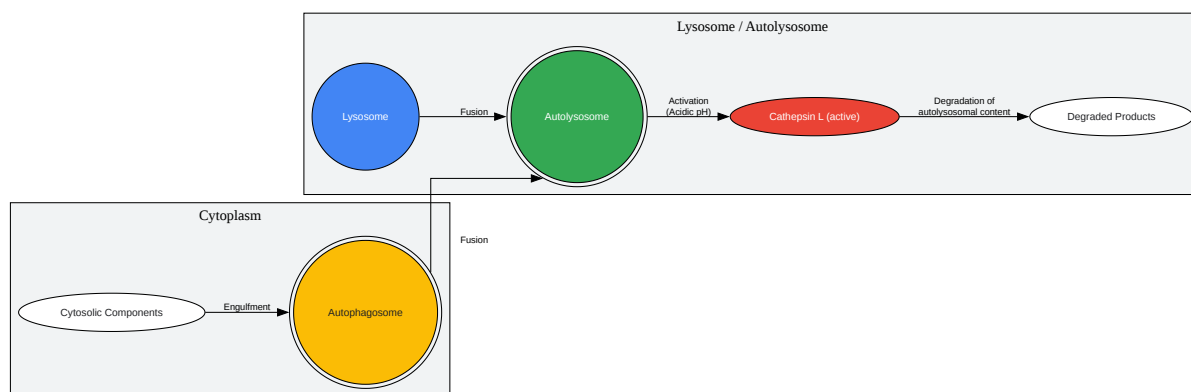 Lysosome / Autolysosome
Lysosome
Fusion
Autolysosome
Activation
(Acidic pH)
Cathepsin L (active)
Degradation of
autolysosomal content
Degraded Products
Cytoplasm
Fusion
Cytosolic Components
Engulfment
Autophagosome